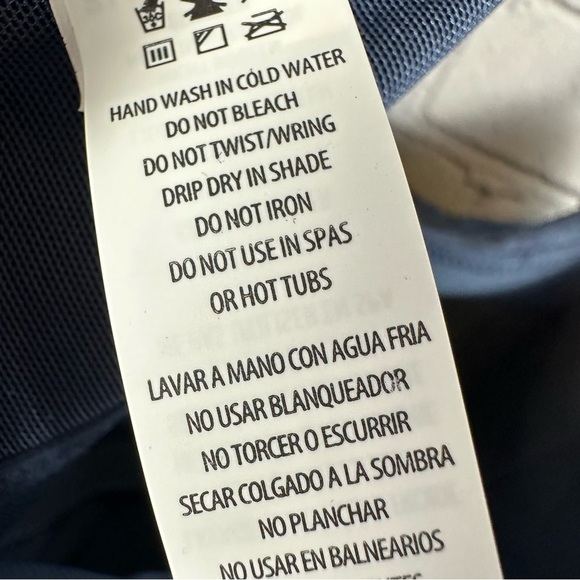 HAND WASH IN COLD WATER
DO NOT BLEACH
DO NOT TWIST/WRING
DRIP DRY IN SHADE
DO NOT IRON
DO NOT USE IN SPAS
OR HOT TUBS
LAVAR A MANO CON AGUA FRIA
NO USAR BLANQUEADOR
NO TORCER O ESCURRIR
SECAR COLGADO A LA SOMBRA
NO PLANCHAR
NO USAR EN BALNEARIOS